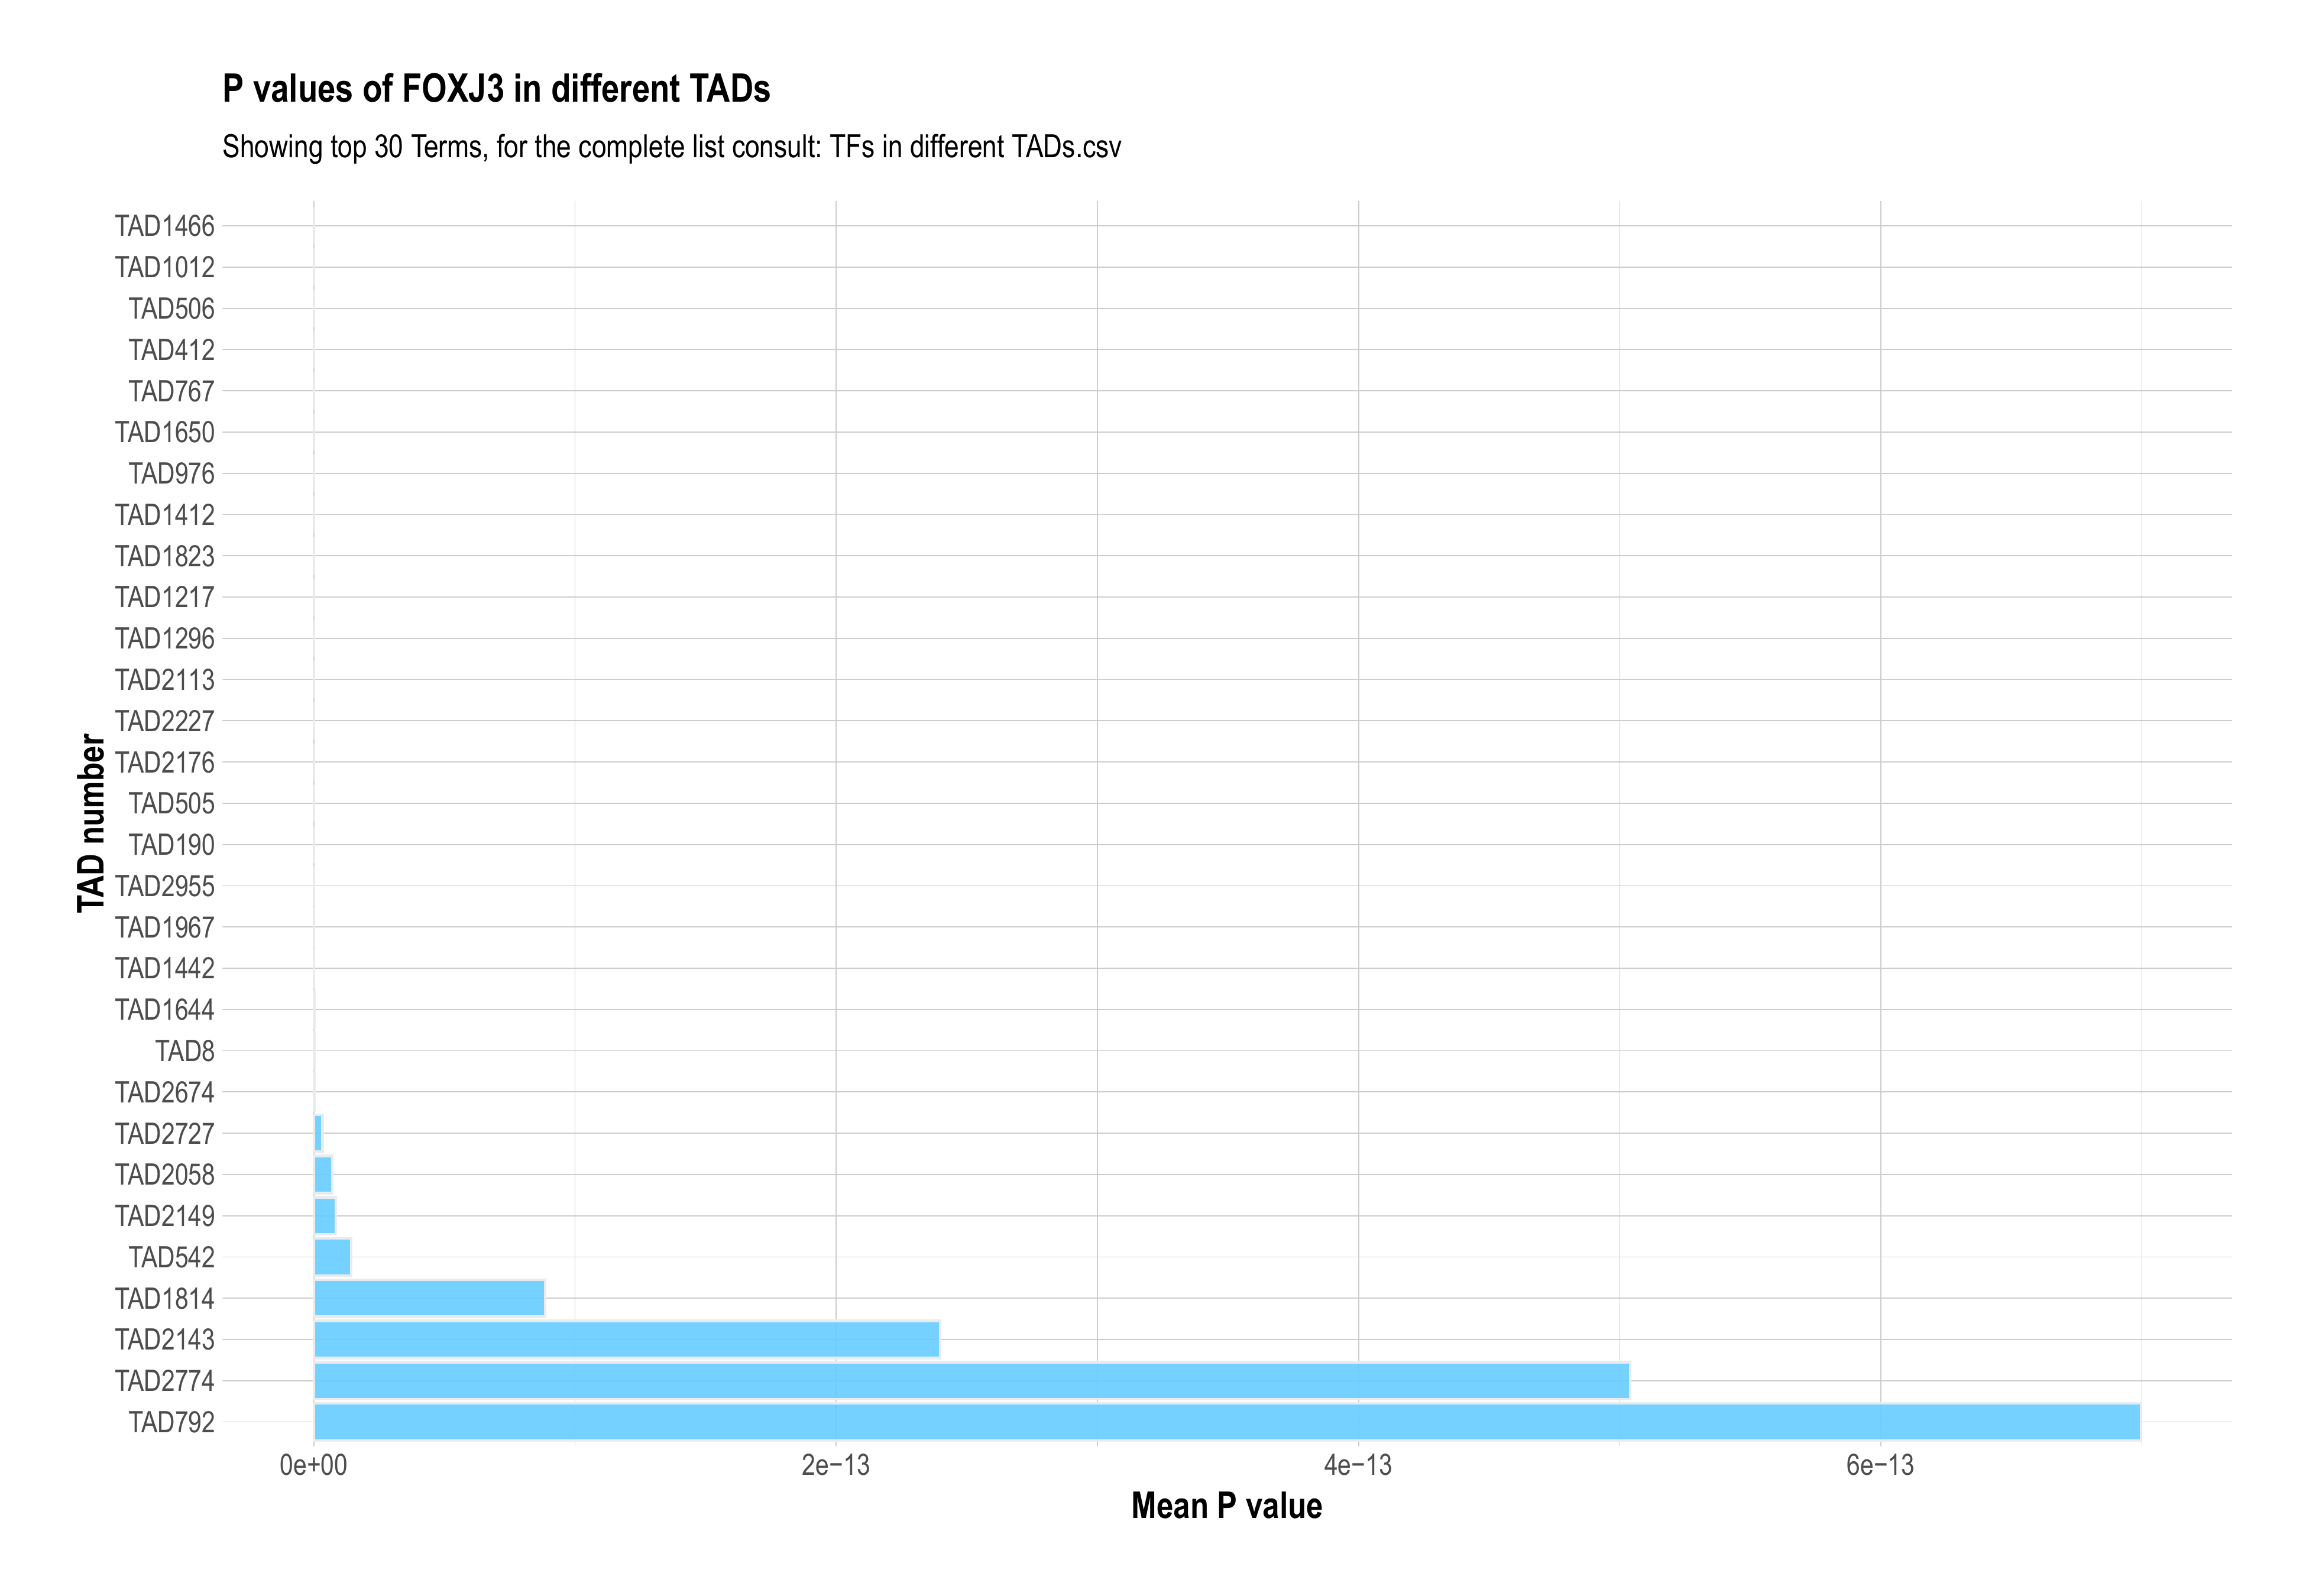 P values of FOXJ3 in different TADs
Showing top 30 Terms, for the complete list consult: TFs in different TADs.csv
TAD number
TAD1466
TAD1012
TAD506
TAD412
TAD767
TAD1650
TAD976
TAD1412
TAD1823
TAD1217
TAD1296
TAD2113
TAD2227
TAD2176
TAD505
TAD190
TAD2955
TAD1967
TAD1442
TAD1644
TAD8
TAD2674
TAD2727
TAD2058
TAD2149
TAD542
TAD1814
TAD2143
TAD2774
TAD792
0e+00 2e−13 4e−13 6e−13
Mean P value